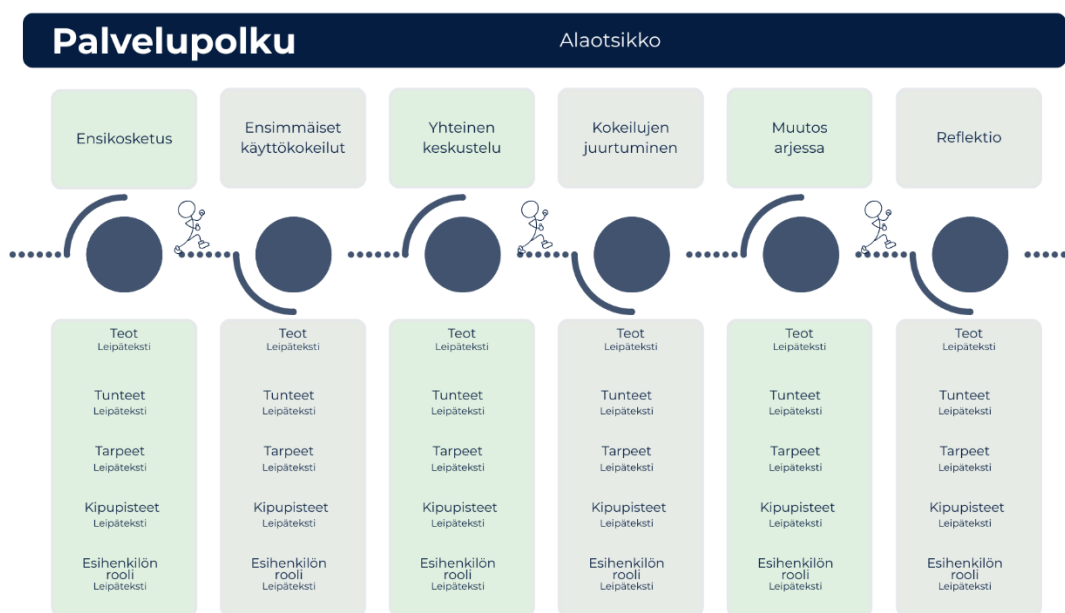 Palvelupolku
Alaotsikko
Ensikosketus
Ensimmäiset
käyttökokeilut
Yhteinen
keskustelu
Kokeilujen
juurtuminen
Muutos
arjessa
Reflektio
Teot
Leipäteksti
Tunteet
Leipäteksti
Tarpeet
Leipäteksti
Kipupisteet
Leipäteksti
Esihenkilön
rooli
Leipäteksti
Teot
Leipäteksti
Tunteet
Leipäteksti
Tarpeet
Leipäteksti
Kipupisteet
Leipäteksti
Esihenkilön
rooli
Leipäteksti
Teot
Leipäteksti
Tunteet
Leipäteksti
Tarpeet
Leipäteksti
Kipupisteet
Leipäteksti
Esihenkilön
rooli
Leipäteksti
Teot
Leipäteksti
Tunteet
Leipäteksti
Tarpeet
Leipäteksti
Kipupisteet
Leipäteksti
Esihenkilön
rooli
Leipäteksti
Teot
Leipäteksti
Tunteet
Leipäteksti
Tarpeet
Leipäteksti
Kipupisteet
Leipäteksti
Esihenkilön
rooli
Leipäteksti
Teot
Leipäteksti
Tunteet
Leipäteksti
Tarpeet
Leipäteksti
Kipupisteet
Leipäteksti
Esihenkilön
rooli
Leipäteksti